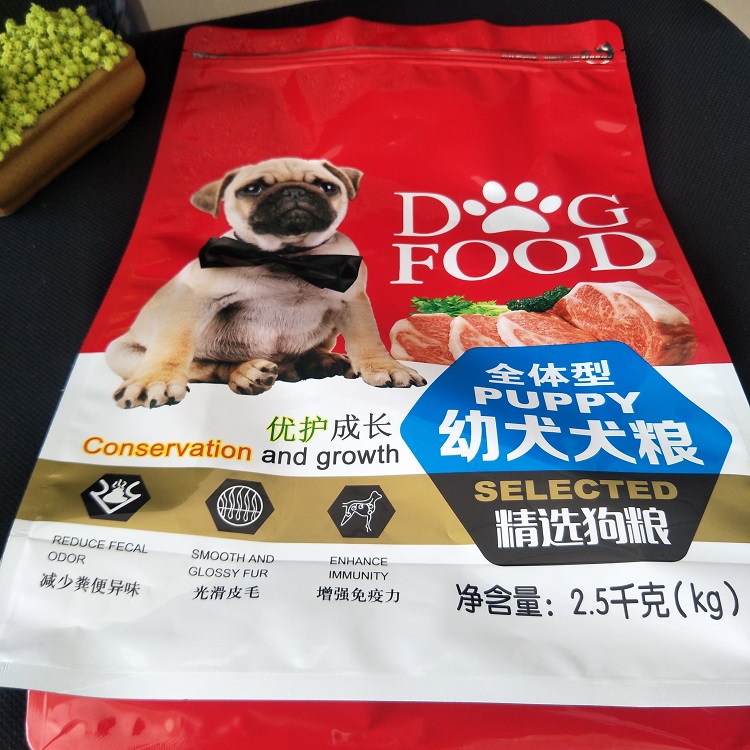 DOG
FOOD
全体型
PUPPY
幼犬犬粮
SELECTED
精选狗粮
优护成长
Conservation and growth
REDUCE FECAL
ODOR
减少粪便异味
SMOOTH AND
GLOSSY FUR
光滑皮毛
ENHANCE
IMMUNITY
增强免疫力
净含量: 2.5千克(kg)